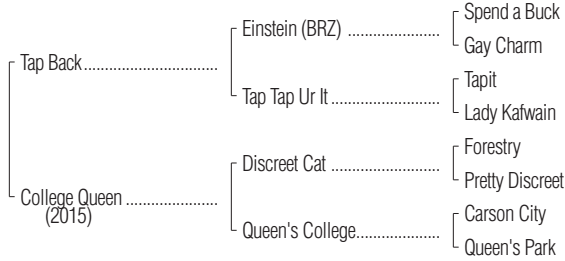 Spend a Buck
Einstein (BRZ) ....................
Gay Charm
Tap Back.............................
Tapit
Tap Tap Ur It........................
Lady Kafwain
Forestry
Discreet Cat ........................
Pretty Discreet
College Queen ....................
(2015)
Carson City
Queen's College..................
Queen's Park